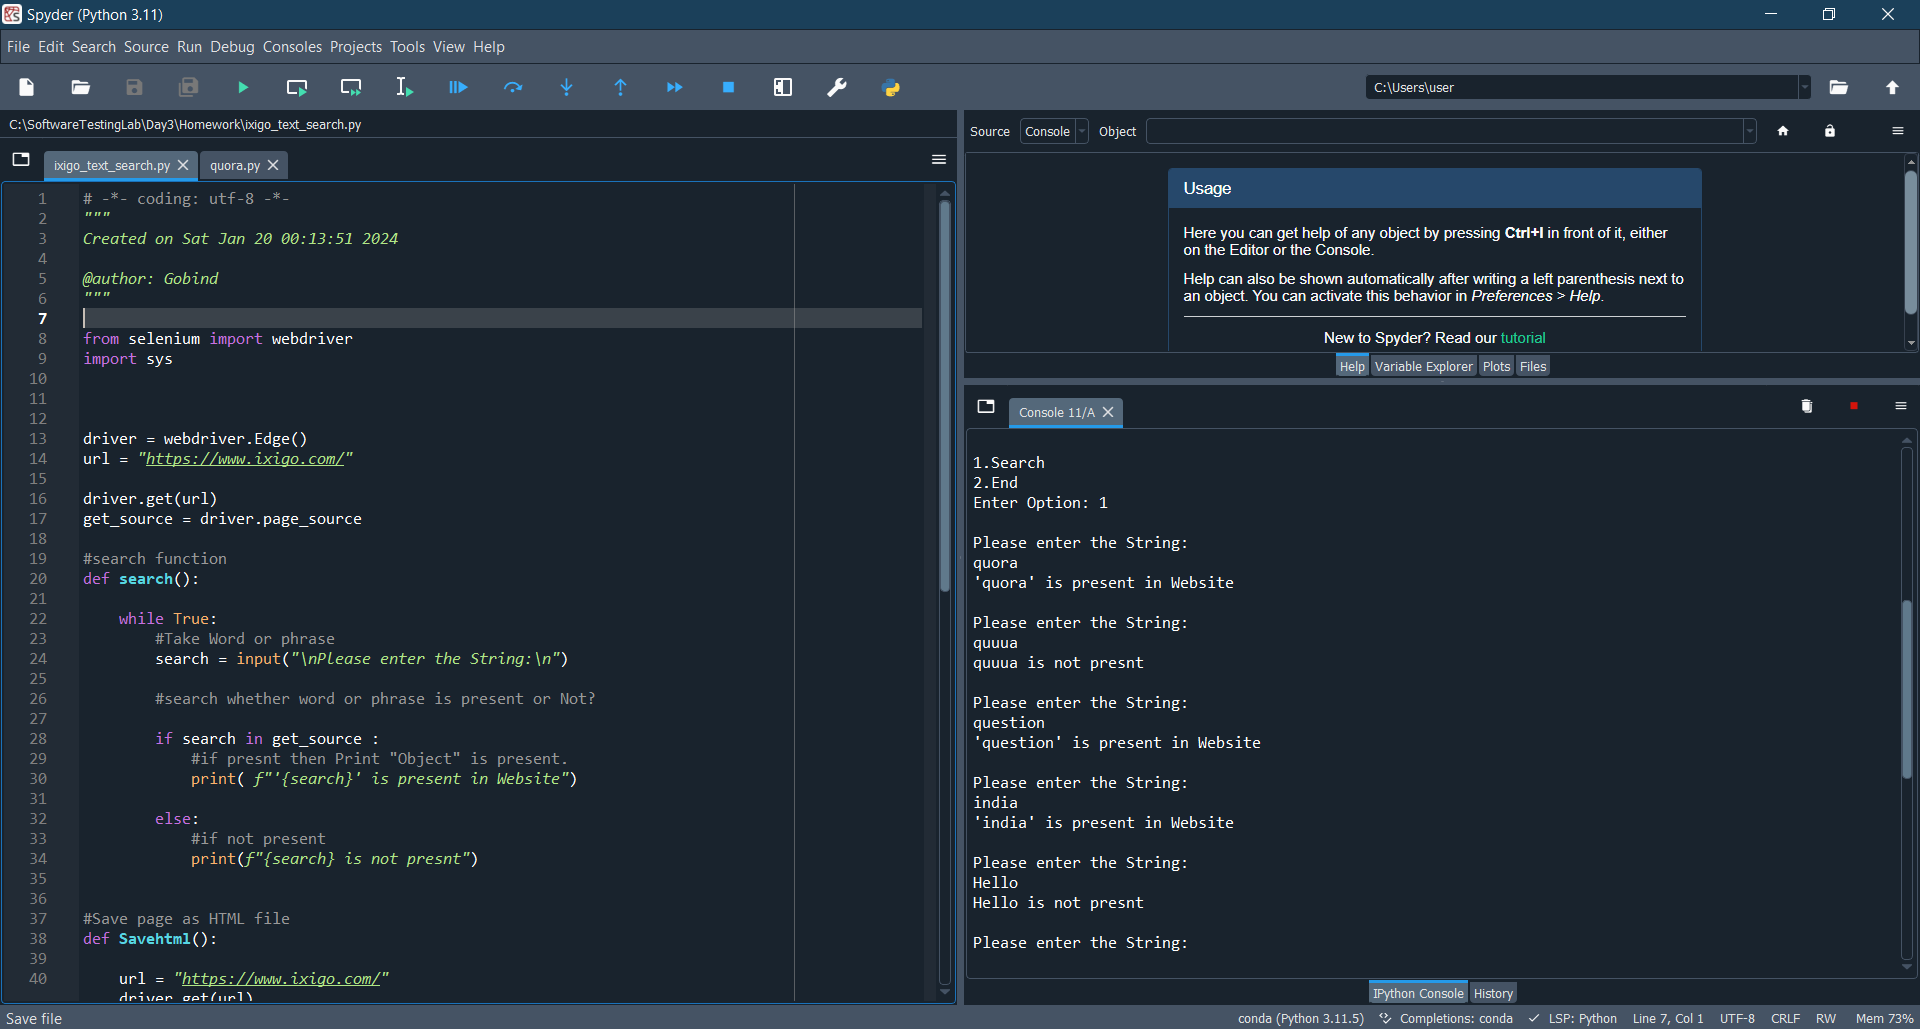 Spyder (Python 3.11)
File Edit Search Source Run Debug Consoles Projects Tools View Help
C:\Users\user
C:\SoftwareTestingLab\Day3\Homework\ixigo_text_search.py
ixigo_text_search.py quora.py
1 # -*- coding: utf-8 -*-
2 """
3 Created on Sat Jan 20 00:13:51 2024
4
5 @author: Gobind
6 """
7
8 from selenium import webdriver
9 import sys
10
11
12
13 driver = webdriver.Edge()
14 url = "https://www.ixigo.com/"
15
16 driver.get(url)
17 get_source = driver.page_source
18
19 #search function
20 def search():
21
22     while True:
23         #Take Word or phrase
24         search = input("\nPlease enter the String:\n")
25
26         #search whether word or phrase is present or Not?
27
28         if search in get_source :
29             #if presnt then Print "Object" is present.
30             print( f"'{search}' is present in Website")
31
32         else:
33             #if not present
34             print(f"{search} is not presnt")
35
36
37 #Save page as HTML file
38 def Savehtml():
39
40     url = "https://www.ixigo.com/"
    driver.get(url)
Source Console Object
Usage
Here you can get help of any object by pressing Ctrl+I in front of it, either
on the Editor or the Console.
Help can also be shown automatically after writing a left parenthesis next to
an object. You can activate this behavior in Preferences > Help.
New to Spyder? Read our tutorial
Help Variable Explorer Plots Files
Console 11/A
1.Search
2.End
Enter Option: 1
Please enter the String:
quora
'quora' is present in Website
Please enter the String:
quuua
quuua is not presnt
Please enter the String:
question
'question' is present in Website
Please enter the String:
india
'india' is present in Website
Please enter the String:
Hello
Hello is not presnt
Please enter the String:
IPython Console History
Save file conda (Python 3.11.5) Completions: conda LSP: Python Line 7, Col 1 UTF-8 CRLF RW Mem 73%